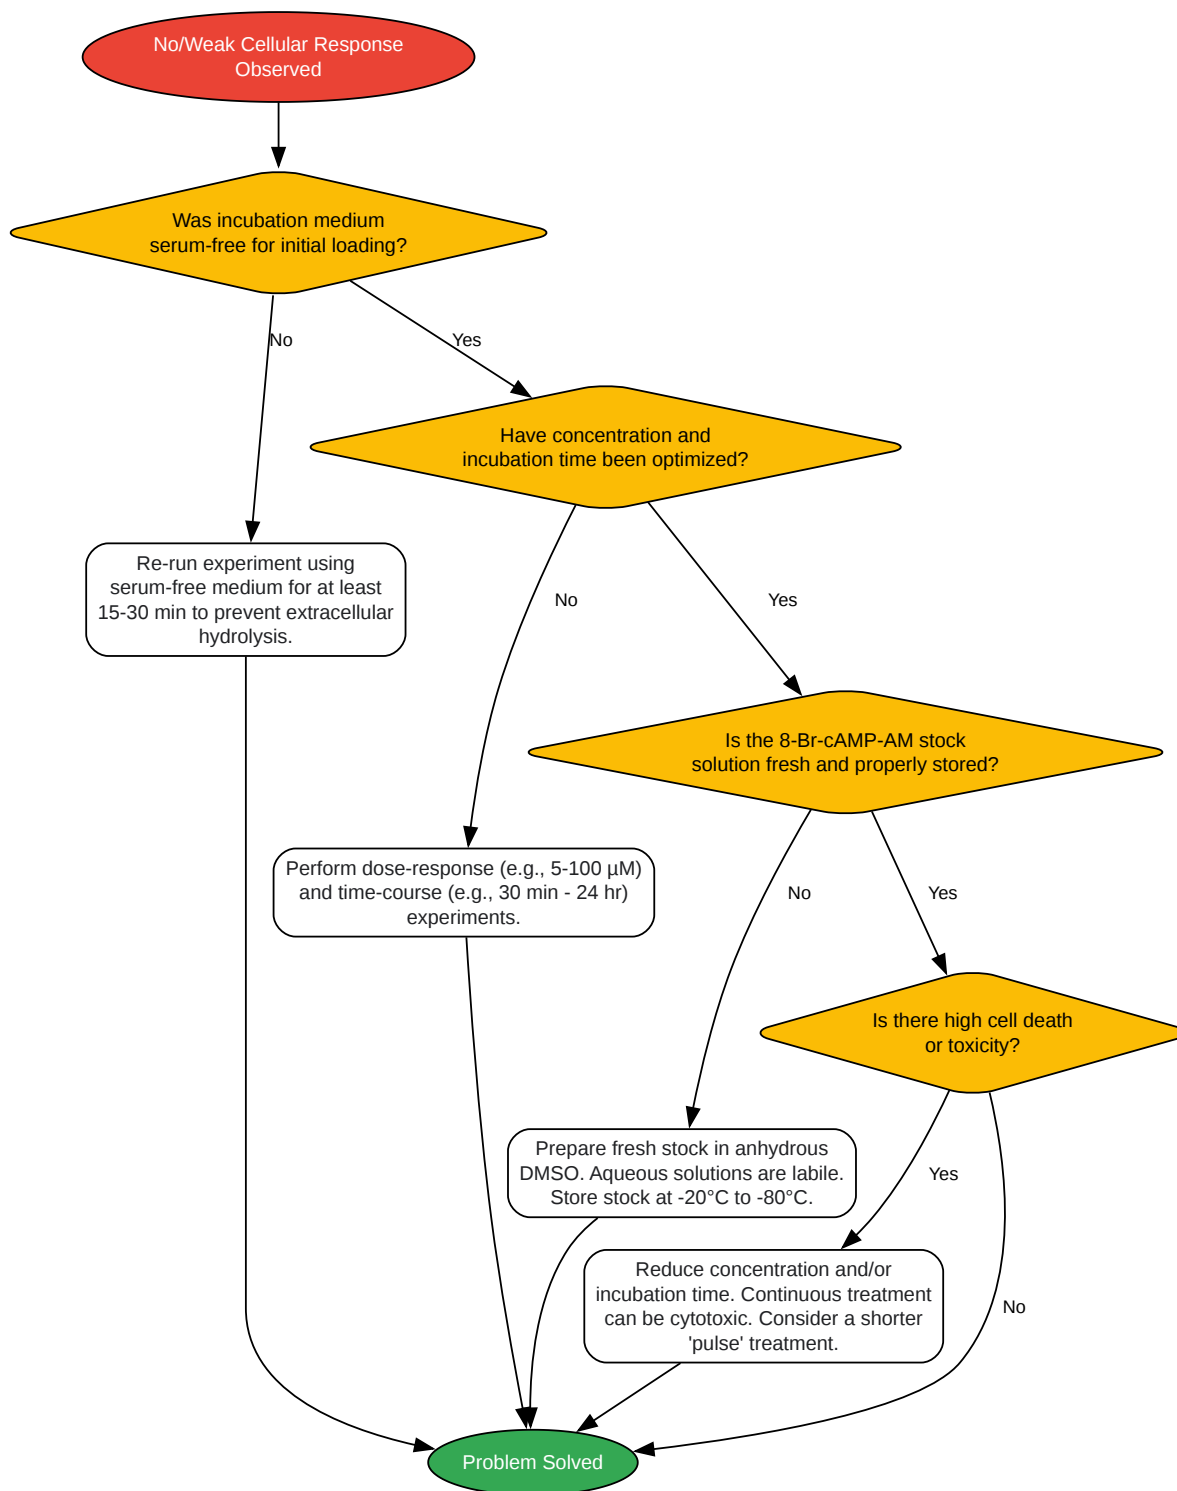 No/Weak Cellular Response
Observed
Was incubation medium
serum-free for initial loading?
No
Yes
Have concentration and
incubation time been optimized?
Re-run experiment using
serum-free medium for at least
15-30 min to prevent extracellular
hydrolysis.
No
Yes
Is the 8-Br-cAMP-AM stock
solution fresh and properly stored?
Perform dose-response (e.g., 5-100 µM)
and time-course (e.g., 30 min - 24 hr)
experiments.
No
Yes
Is there high cell death
or toxicity?
Prepare fresh stock in anhydrous
DMSO. Aqueous solutions are labile.
Store stock at -20°C to -80°C.
Yes
Reduce concentration and/or
incubation time. Continuous treatment
can be cytotoxic. Consider a shorter
'pulse' treatment.
No
Problem Solved